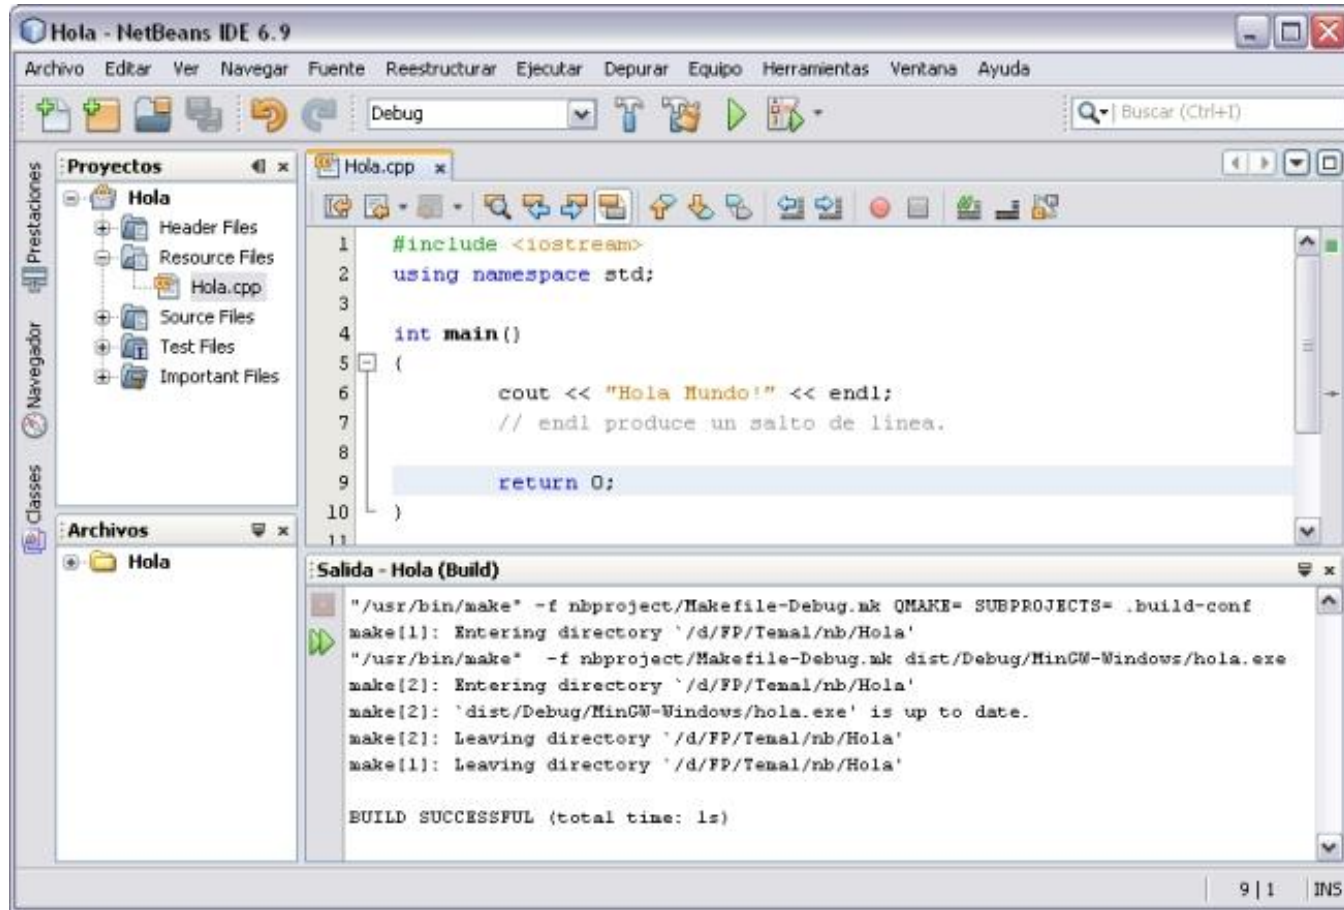 Hola - NetBeans IDE 6.9
Archivo Editar Ver Navegar Fuente Reestructurar Ejecutar Depurar Equipo Herramientas Ventana Ayuda
Debug
Buscar (Ctrl+I)
Prestaciones
Navegador
Classes
Proyectos
Hola
Header Files
Resource Files
Hola.cpp
Source Files
Test Files
Important Files
Archivos
Hola
Hola.cpp
1 #include <iostream>
2 using namespace std;
3
4 int main()
5 {
6 cout << "Hola Mundo!" << endl;
7 // endl produce un salto de linea.
8
9 return 0;
10 }
11
Salida - Hola (Build)
"/usr/bin/make" -f nbproject/Makefile-Debug.mk QMAKE= SUBPROJECTS= .build-conf
make[1]: Entering directory `/d/FP/Tema1/nb/Hola'
"/usr/bin/make" -f nbproject/Makefile-Debug.mk dist/Debug/MinGW-Windows/hola.exe
make[2]: Entering directory `/d/FP/Tema1/nb/Hola'
make[2]: `dist/Debug/MinGW-Windows/hola.exe' is up to date.
make[2]: Leaving directory `/d/FP/Tema1/nb/Hola'
make[1]: Leaving directory `/d/FP/Tema1/nb/Hola'
BUILD SUCCESSFUL (total time: 1s)
9 | 1 INS